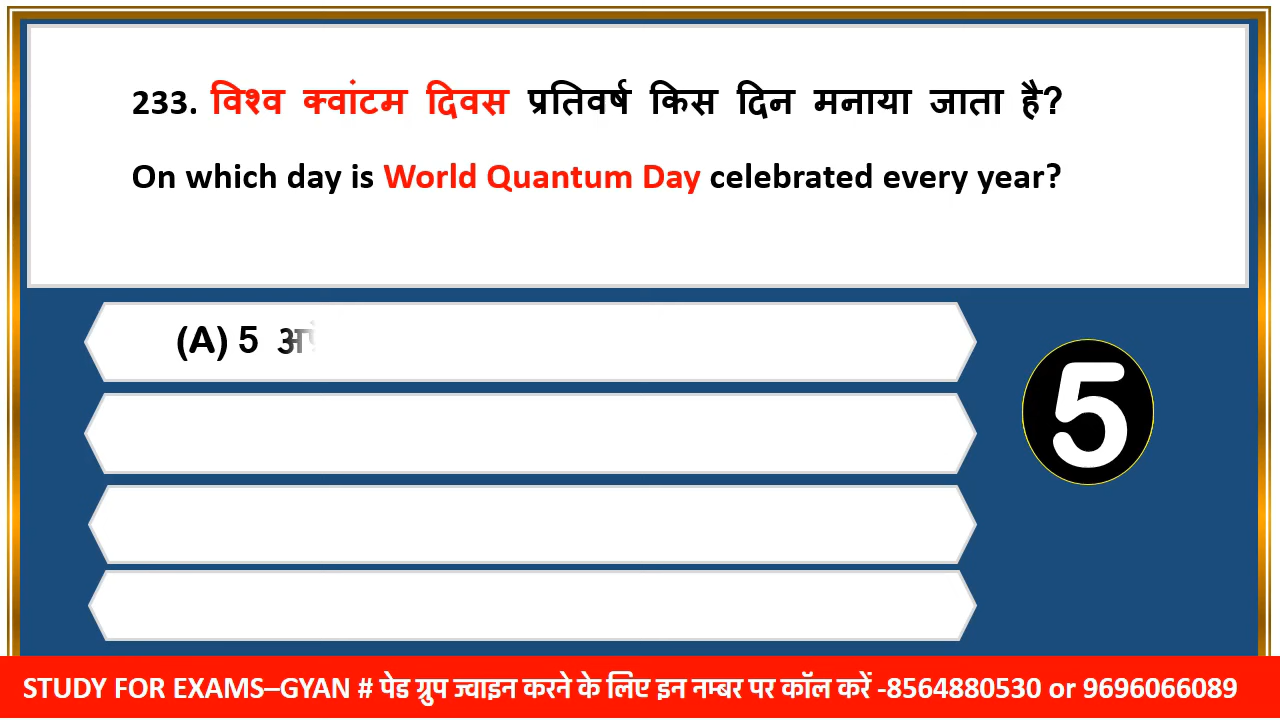 233. विश्व क्वांटम दिवस प्रतिवर्ष किस दिन मनाया जाता है?
On which day is World Quantum Day celebrated every year?
(A) 5
5
STUDY FOR EXAMS–GYAN # पेड ग्रुप ज्वाइन करने के लिए इन नम्बर पर कॉल करें -8564880530 or 9696066089